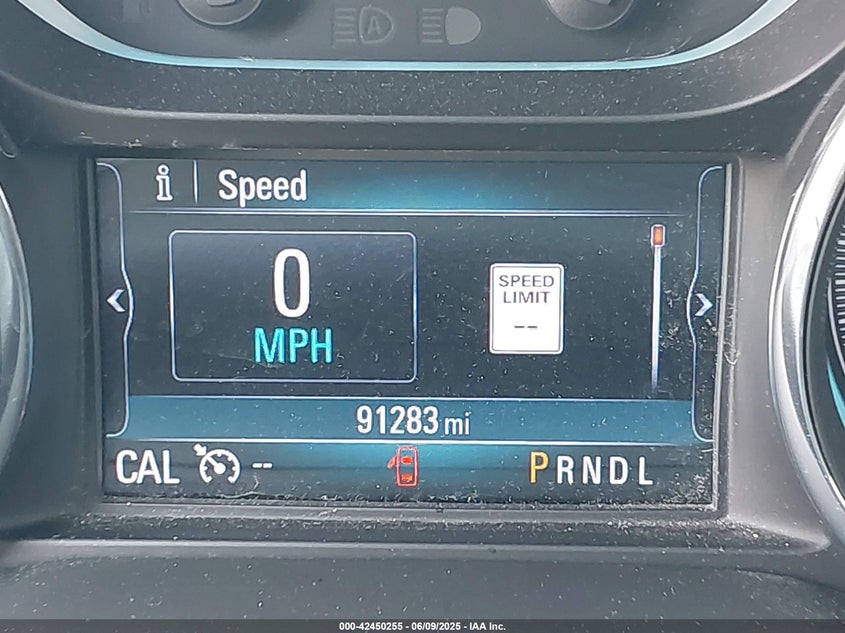 A
i Speed
0
MPH
SPEED
LIMIT
--
91283 mi
CAL -- PRNDL
000-42450255 - 06/09/2025 - IAA Inc.